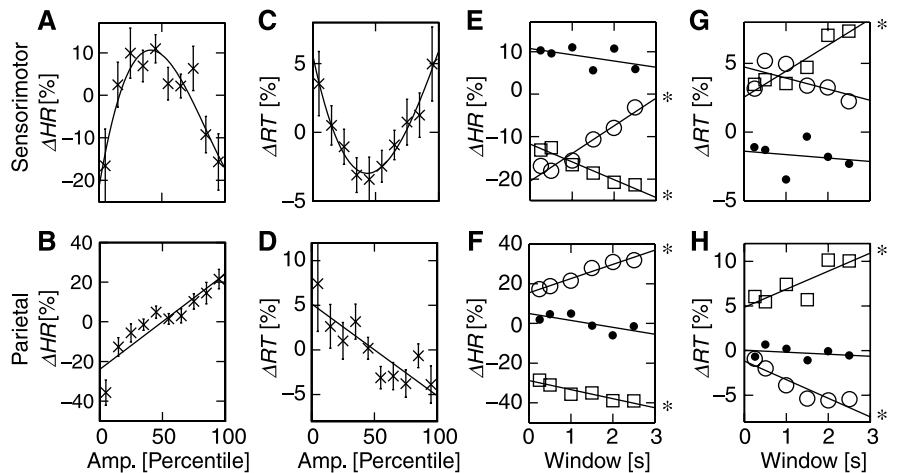 A
C
E
G
Sensorimotor
ΔHR [%]
10
0
−10
−20
ΔRT [%]
5
0
−5
ΔHR [%]
10
0
−10
−20
*
*
ΔRT [%]
5
0
−5
*
B
D
F
H
Parietal
ΔHR [%]
40
20
0
−20
−40
0 50 100
Amp. [Percentile]
ΔRT [%]
10
5
0
−5
0 50 100
Amp. [Percentile]
ΔHR [%]
40
20
0
−20
−40
0 1 2 3
Window [s]
*
*
ΔRT [%]
10
5
0
−5
0 1 2 3
Window [s]
*
*